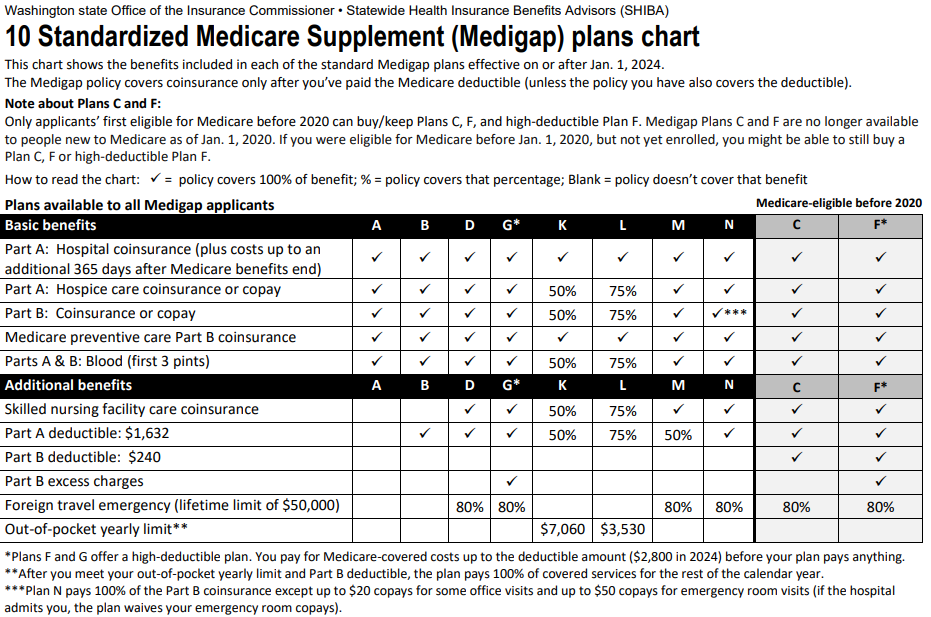 Washington state Office of the Insurance Commissioner • Statewide Health Insurance Benefits Advisors (SHIBA)
10 Standardized Medicare Supplement (Medigap) plans chart
This chart shows the benefits included in each of the standard Medigap plans effective on or after Jan. 1, 2024.
The Medigap policy covers coinsurance only after you’ve paid the Medicare deductible (unless the policy you have also covers the deductible).
Note about Plans C and F:
Only applicants’ first eligible for Medicare before 2020 can buy/keep Plans C, F, and high-deductible Plan F. Medigap Plans C and F are no longer available
to people new to Medicare as of Jan. 1, 2020. If you were eligible for Medicare before Jan. 1, 2020, but not yet enrolled, you might be able to still buy a
Plan C, F or high-deductible Plan F.
How to read the chart: ✓ = policy covers 100% of benefit; % = policy covers that percentage; Blank = policy doesn’t cover that benefit
Plans available to all Medigap applicants Medicare-eligible before 2020
Basic benefits A B D G* K L M N C F*
Part A: Hospital coinsurance (plus costs up to an
additional 365 days after Medicare benefits end) ✓ ✓ ✓ ✓ ✓ ✓ ✓ ✓ ✓ ✓
Part A: Hospice care coinsurance or copay ✓ ✓ ✓ ✓ 50% 75% ✓ ✓ ✓ ✓
Part B: Coinsurance or copay ✓ ✓ ✓ ✓ 50% 75% ✓ ✓*** ✓ ✓
Medicare preventive care Part B coinsurance ✓ ✓ ✓ ✓ ✓ ✓ ✓ ✓ ✓ ✓
Parts A & B: Blood (first 3 pints) ✓ ✓ ✓ ✓ 50% 75% ✓ ✓ ✓ ✓
Additional benefits A B D G* K L M N C F*
Skilled nursing facility care coinsurance ✓ ✓ 50% 75% ✓ ✓ ✓ ✓
Part A deductible: $1,632 ✓ ✓ ✓ 50% 75% 50% ✓ ✓ ✓
Part B deductible: $240 ✓ ✓
Part B excess charges ✓ ✓
Foreign travel emergency (lifetime limit of $50,000) 80% 80% 80% 80% 80% 80%
Out-of-pocket yearly limit** $7,060 $3,530
*Plans F and G offer a high-deductible plan. You pay for Medicare-covered costs up to the deductible amount ($2,800 in 2024) before your plan pays anything.
**After you meet your out-of-pocket yearly limit and Part B deductible, the plan pays 100% of covered services for the rest of the calendar year.
***Plan N pays 100% of the Part B coinsurance except up to $20 copays for some office visits and up to $50 copays for emergency room visits (if the hospital
admits you, the plan waives your emergency room copays).